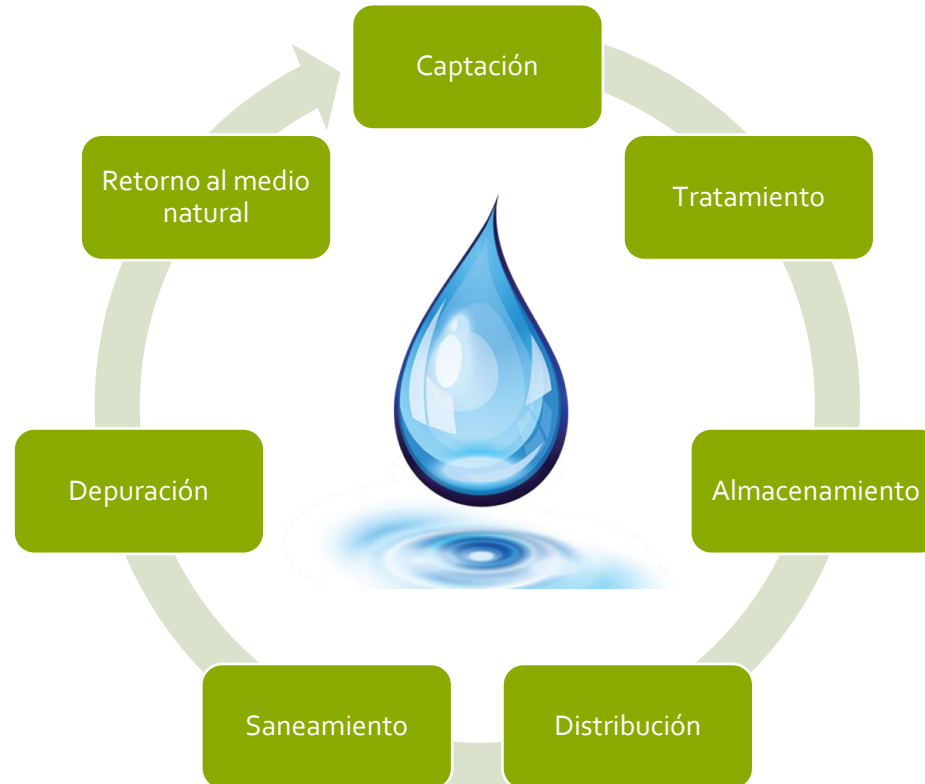 Captación
Tratamiento
Almacenamiento
Distribución
Saneamiento
Depuración
Retorno al medio
natural